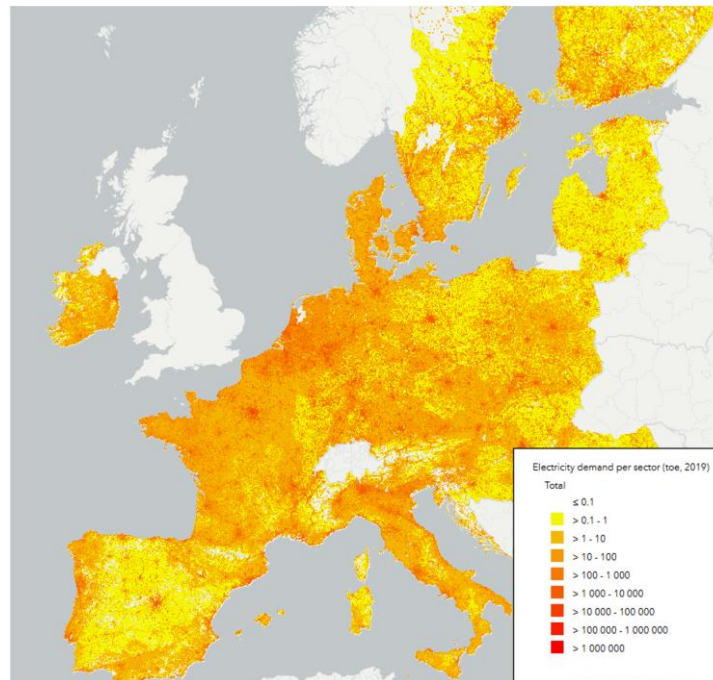 Electricity demand per sector (toe, 2019)
Total
≤ 0.1
> 0.1 - 1
> 1 - 10
> 10 - 100
> 100 - 1 000
> 1 000 - 10 000
> 10 000 - 100 000
> 100 000 - 1 000 000
> 1 000 000